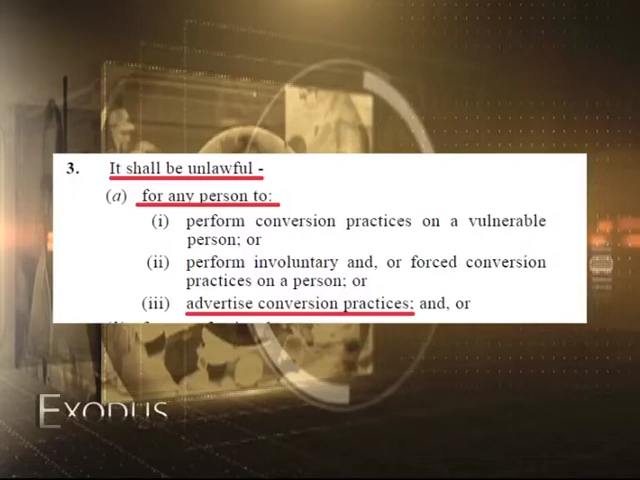 3. It shall be unlawful -
(a) for any person to:
(i) perform conversion practices on a vulnerable
person; or
(ii) perform involuntary and, or forced conversion
practices on a person; or
(iii) advertise conversion practices; and, or
EXODUS